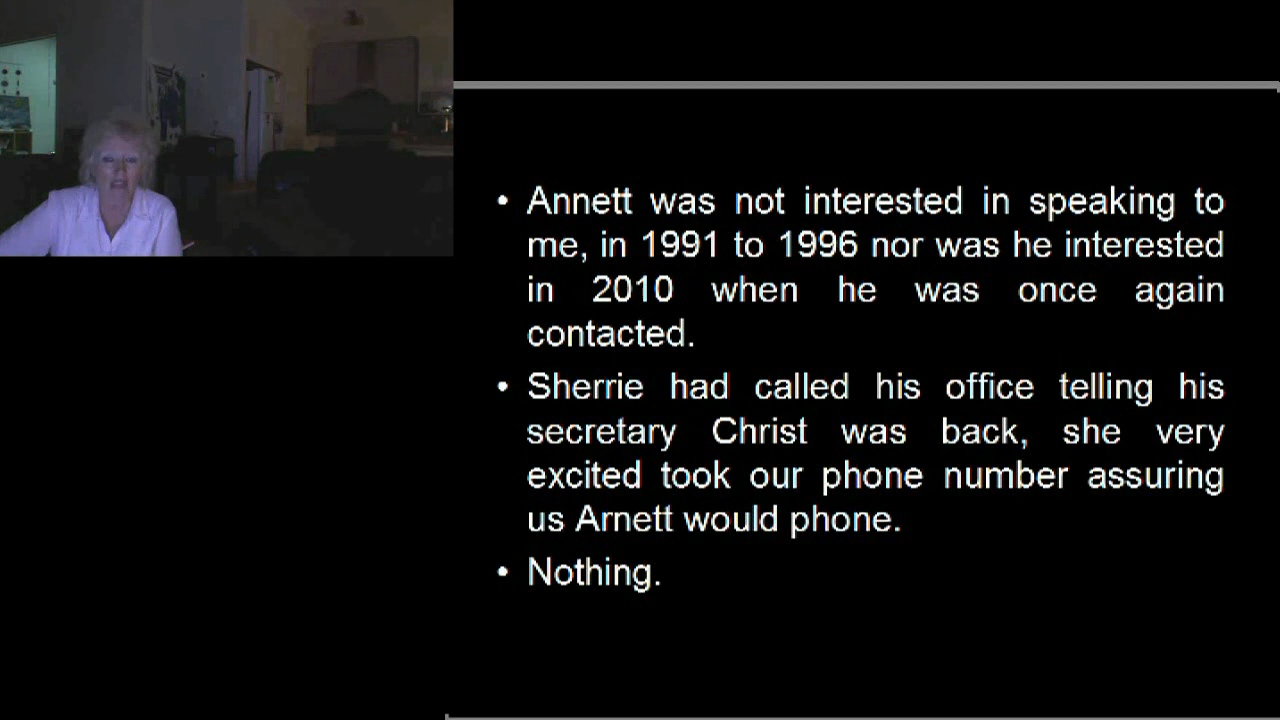 • Annett was not interested in speaking to
me, in 1991 to 1996 nor was he interested
in 2010 when he was once again
contacted.
• Sherrie had called his office telling his
secretary Christ was back, she very
excited took our phone number assuring
us Arnett would phone.
• Nothing.